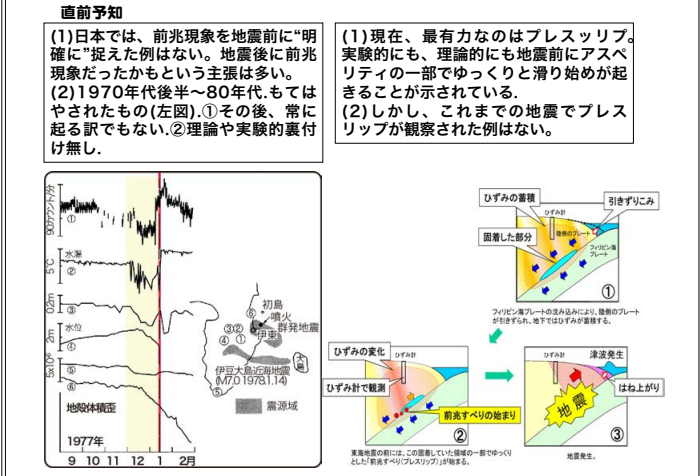 直前予知
(1)日本では、前兆現象を地震前に“明
確に”捉えた例はない。地震後に前兆
現象だったかもという主張は多い。
(2)1970年代後半～80年代.もては
やされたもの(左図).①その後、常に
起る訳でもない.②理論や実験的裏付
け無し.
(1)現在、最有力なのはプレスッリプ。
実験的にも、理論的にも地震前にアスペ
リティの一部でゆっくりと滑り始めが起
きることが示されている.
(2)しかし、これまでの地震でプレス
リップが観察された例はない。
90カウント/分
①
水温
②
5℃
0.2m
③
水位
④
2m
5x10⁻⁶
⑤
⑥
地殻体積歪
1977年
9 10 11 12 1 2月
初島
噴火
群発地震
⑥
③②
④ ①
伊東
大島
伊豆大島近海地震
(M7.0 1978.1.14)
⑤
震源域
ひずみの蓄積
ひずみ計
引きずりこみ
陸側のプレート
固着した部分
フィリピン海
プレート
①
フィリピン海プレートの沈み込みにより、陸側のプレート
が引きずられ、地下ではひずみが蓄積する。
ひずみの変化
ひずみ計
ひずみ計で観測
前兆すべりの始まり
②
東海地震の前には、この固着していた領域の一部でゆっくり
とした「前兆すべり(プレスリップ)」が始まる。
ひずみ計
津波発生
はね上がり
地震
③
地震発生。